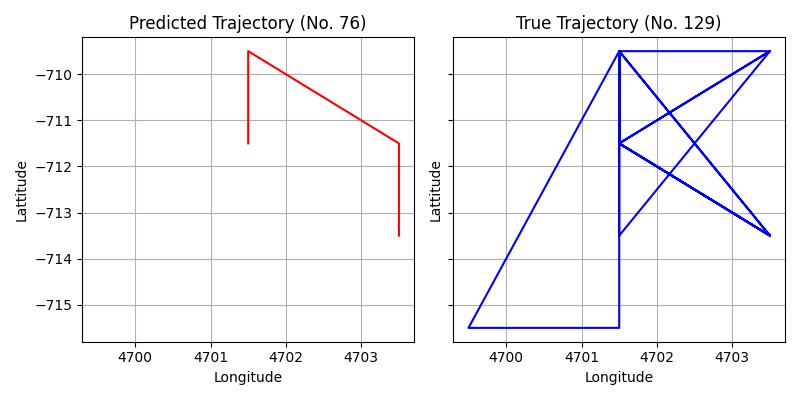 Predicted Trajectory (No. 76)
True Trajectory (No. 129)
Lattitude
−710
−711
−712
−713
−714
−715
4700
4701
4702
4703
Longitude
Lattitude
4700
4701
4702
4703
Longitude